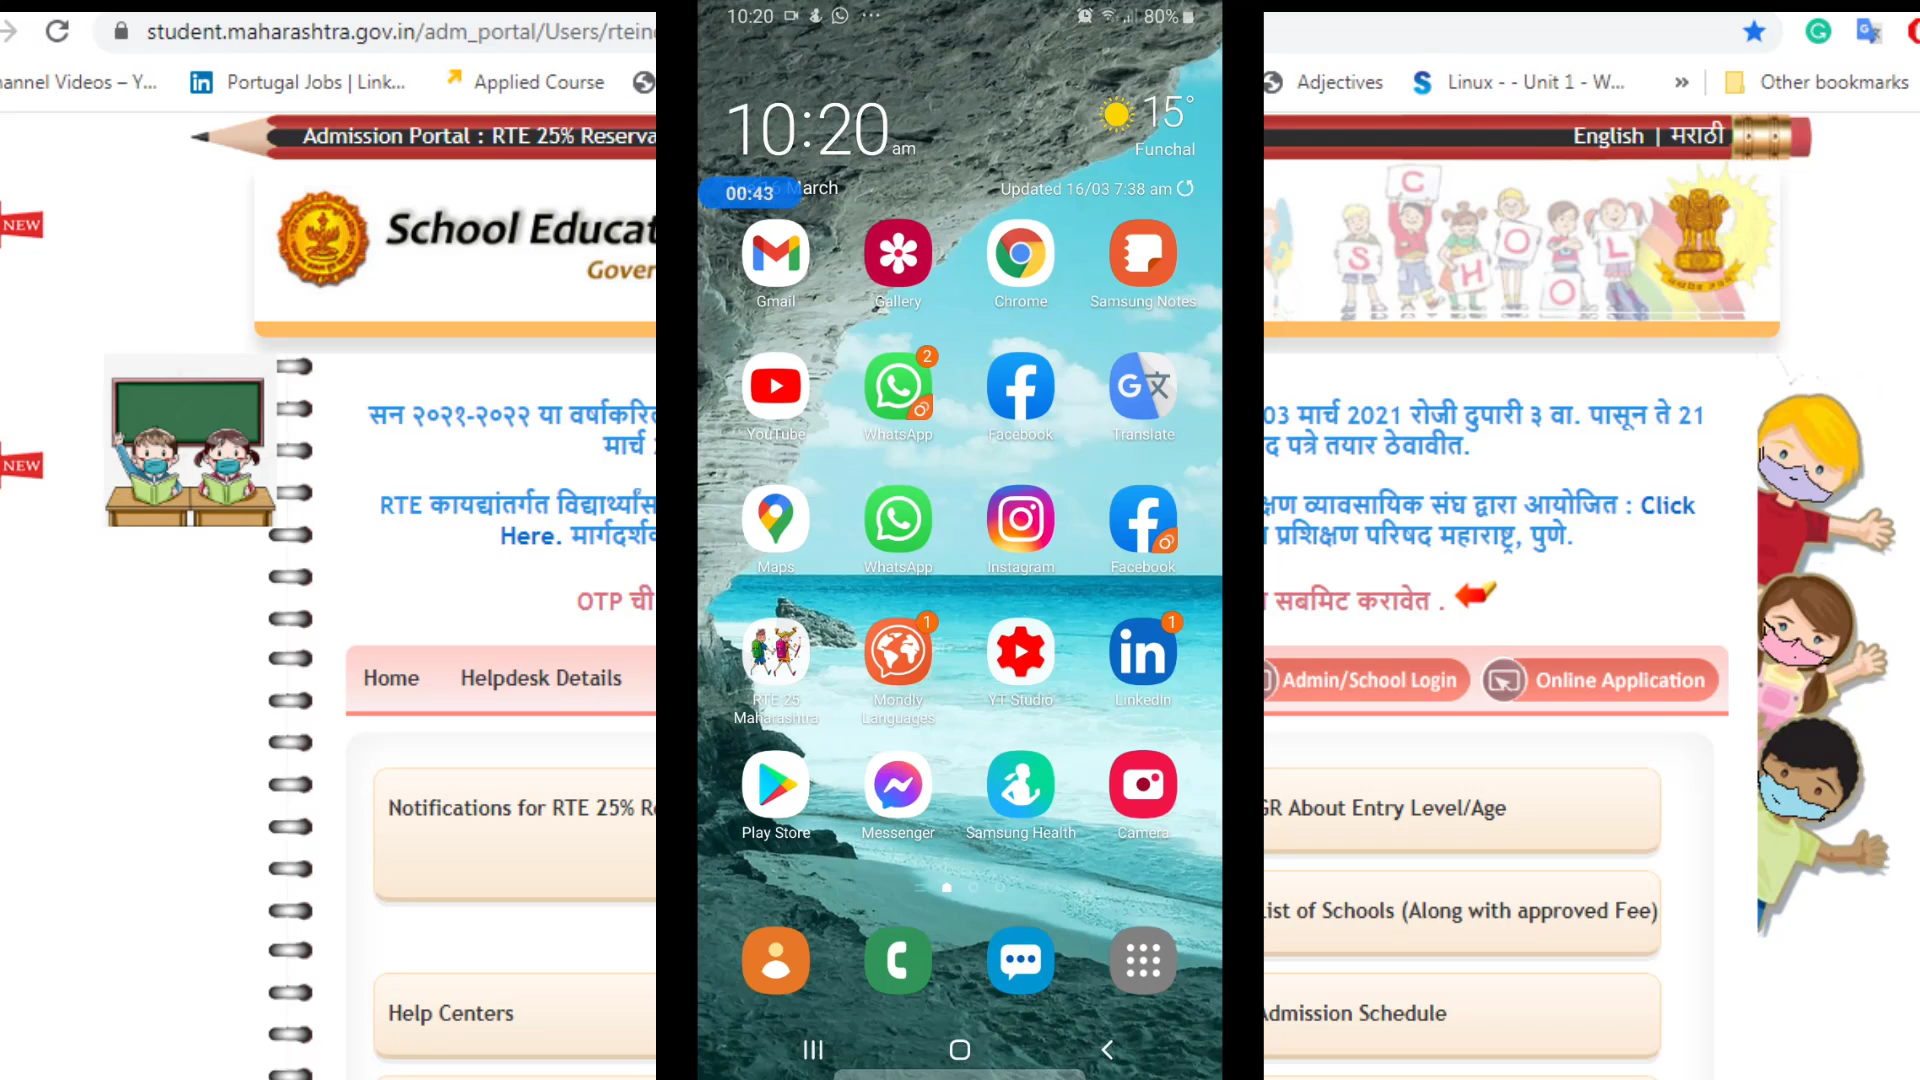 student.maharashtra.gov.in/adm_portal/Users/rtein
annel Videos – Y...
Portugal Jobs | Link...
Applied Course
Adjectives
Linux - - Unit 1 - W...
»
Other bookmarks
Admission Portal : RTE 25% Reserva
English | मराठी
NEW
School Educat
Gover
C
S H O O L
सन २०२१-२०२२ या वर्षाकरि
03 मार्च 2021 रोजी दुपारी ३ वा. पासून ते 21
मार्च
द पत्रे तयार ठेवावीत.
NEW
RTE कायद्यांतर्गत विद्यार्थ्यांस
क्षण व्यावसायिक संघ द्वारा आयोजित : Click
Here. मार्गदर्शक
प्रशिक्षण परिषद महाराष्ट्र, पुणे.
OTP ची
सबमिट करावेत .
Home
Helpdesk Details
Admin/School Login
Online Application
Notifications for RTE 25% R
GR About Entry Level/Age
List of Schools (Along with approved Fee)
Help Centers
Admission Schedule
10:20
80%
10:20 am
15°
Funchal
00:43
March
Updated 16/03 7:38 am
Gmail
Gallery
Chrome
Samsung Notes
2
YouTube
WhatsApp
Facebook
Translate
Maps
WhatsApp
Instagram
Facebook
1
1
RTE 25
Maharashtra
Mondly
Languages
YT Studio
LinkedIn
Play Store
Messenger
Samsung Health
Camera